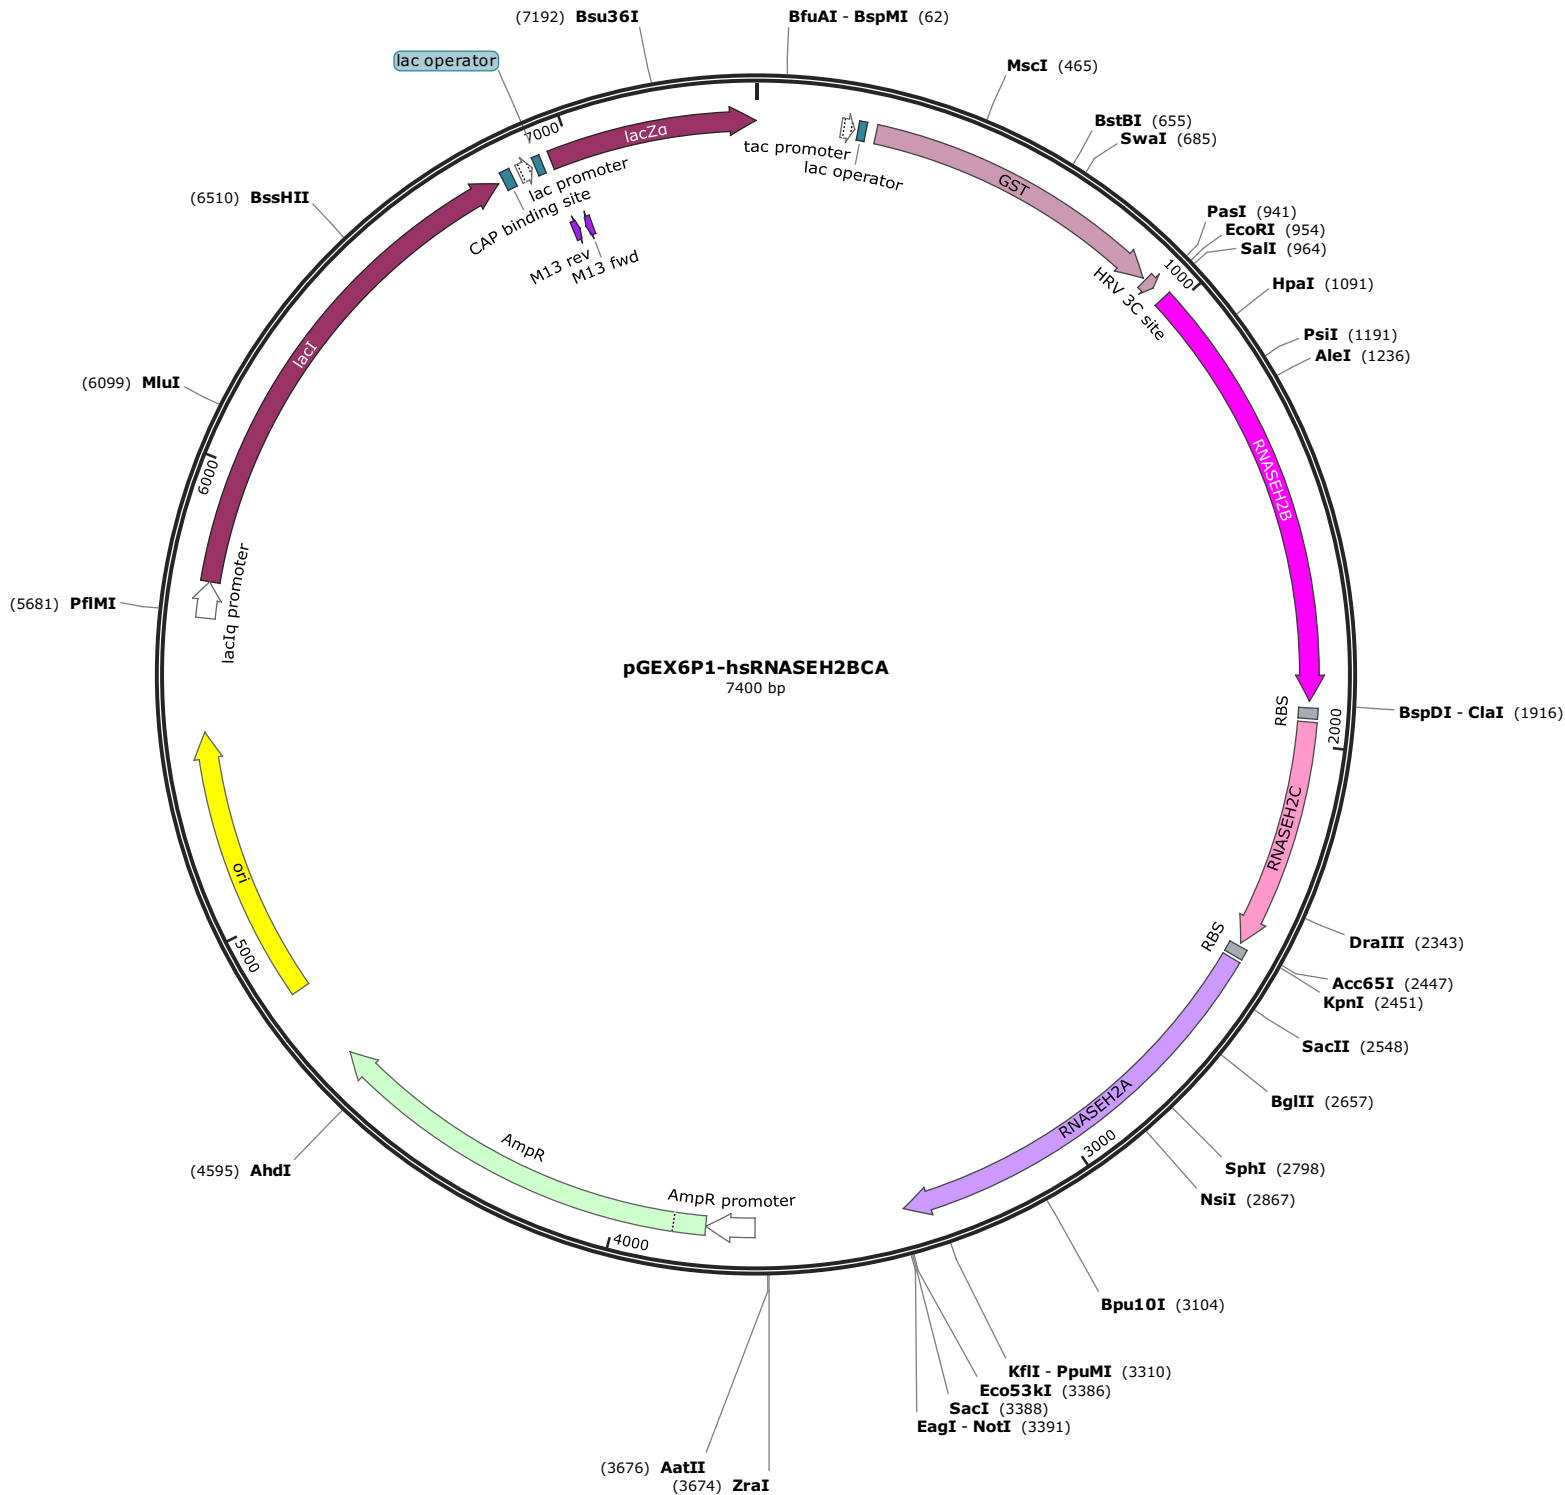 (7192) Bsu36I
BfuAI - BspMI (62)
lac operator
MscI (465)
BstBI (655)
SwaI (685)
7000
lacZα
tac promoter
lac operator
GST
lac promoter
CAP binding site
M13 rev
M13 fwd
(6510) BssHII
PasI (941)
EcoRI (954)
SalI (964)
1000
HRV 3C site
HpaI (1091)
PsiI (1191)
AleI (1236)
lacI
(6099) MluI
RNASEH2B
6000
lacIq promoter
(5681) PflMI
pGEX6P1-hsRNASEH2BCA
7400 bp
RBS
2000
BspDI - ClaI (1916)
RNASEH2C
ori
RBS
5000
DraIII (2343)
Acc65I (2447)
KpnI (2451)
SacII (2548)
BglII (2657)
RNASEH2A
3000
SphI (2798)
NsiI (2867)
AmpR
(4595) AhdI
AmpR promoter
4000
Bpu10I (3104)
KflI - PpuMI (3310)
Eco53kI (3386)
SacI (3388)
EagI - NotI (3391)
(3676) AatII
(3674) ZraI